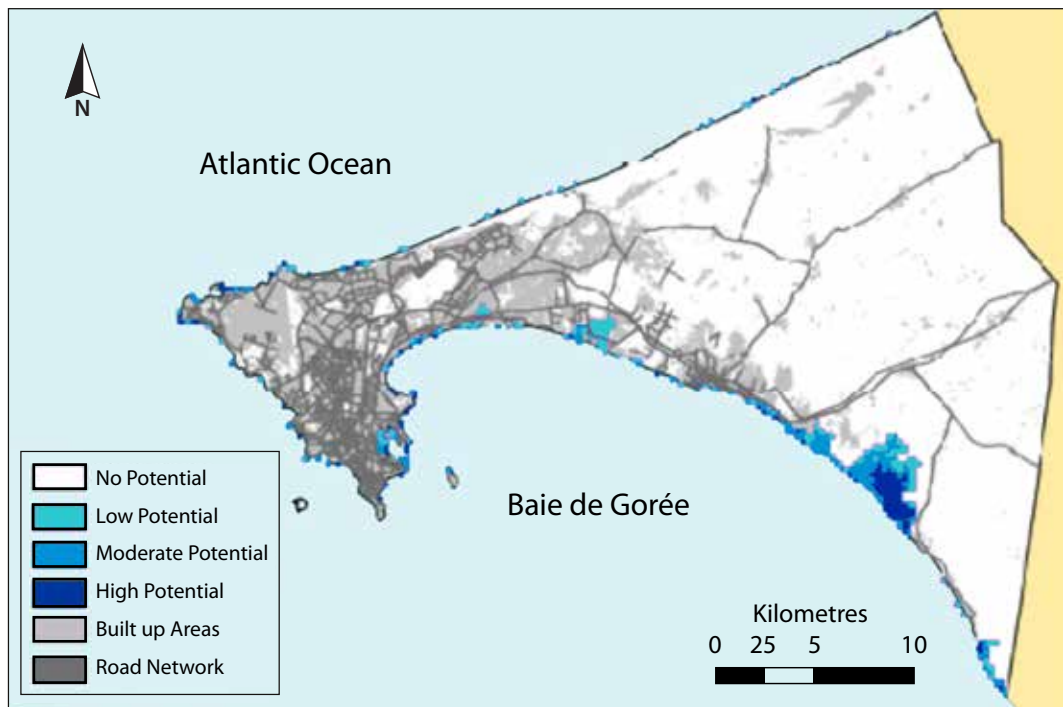 N
Atlantic Ocean
Baie de Gorée
No Potential
Low Potential
Moderate Potential
High Potential
Built up Areas
Road Network
Kilometres
0 25 5 10